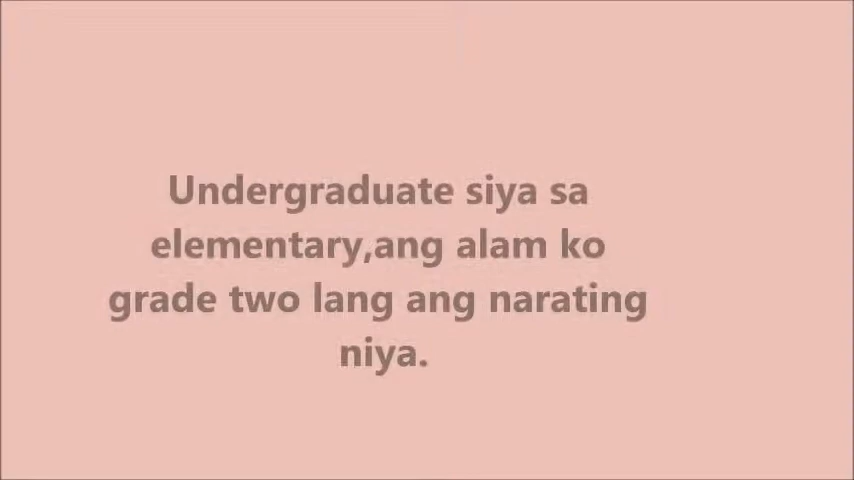 Undergraduate siya sa
elementary,ang alam ko
grade two lang ang narating
niya.